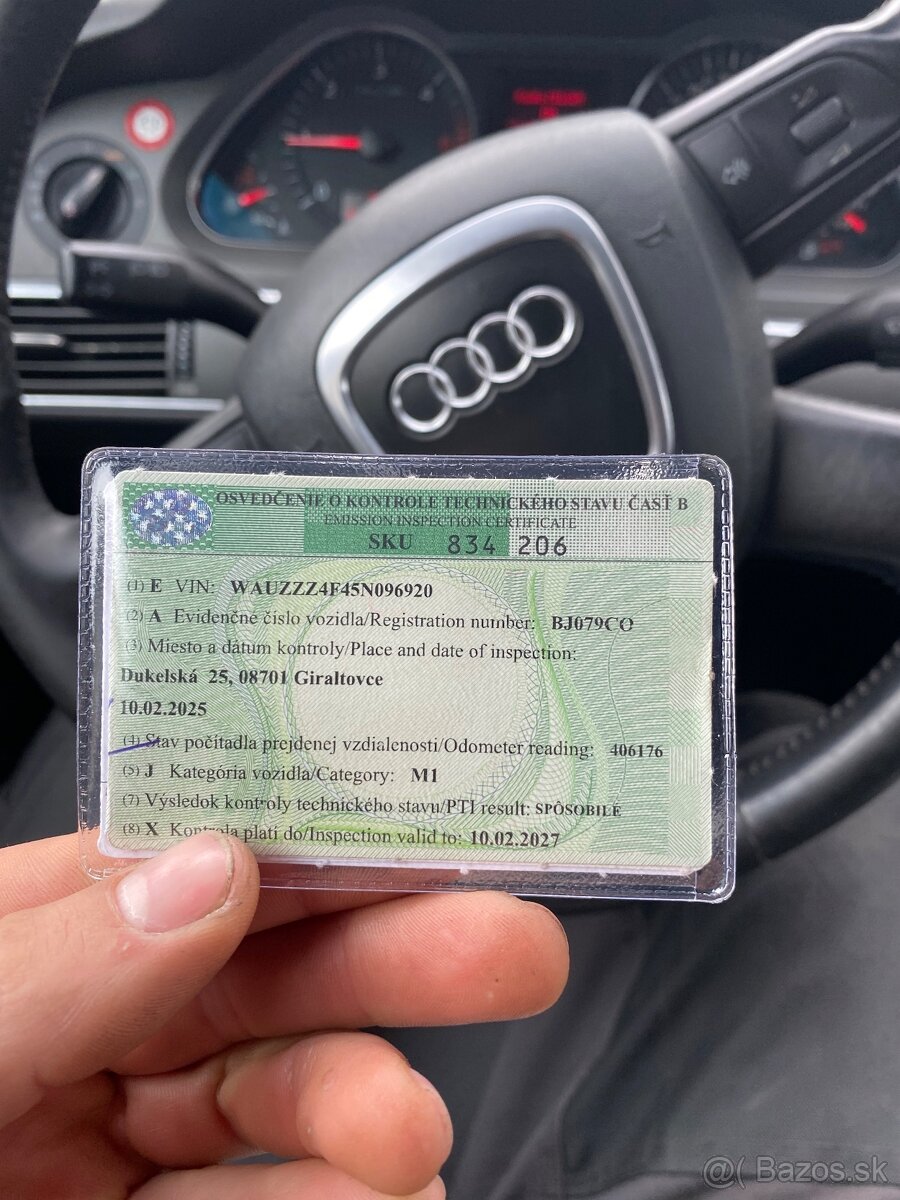 OSVEDČENIE O KONTROLE TECHNICKÉHO STAVU ČASŤ B
EMISSION INSPECTION CERTIFICATE
SKU 834 206
(1) E VIN: WAUZZZ4F45N096920
(2) A Evidenčné číslo vozidla/Registration number: BJ079CO
(3) Miesto a dátum kontroly/Place and date of inspection:
Dukelská 25, 08701 Giraltovce
10.02.2025
(4) Stav počítadla prejdenej vzdialenosti/Odometer reading: 406176
(5) J Kategória vozidla/Category: M1
(7) Výsledok kontroly technického stavu/PTI result: SPÔSOBILÉ
(8) X Kontrola platí do/Inspection valid to: 10.02.2027
@( Bazos.sk